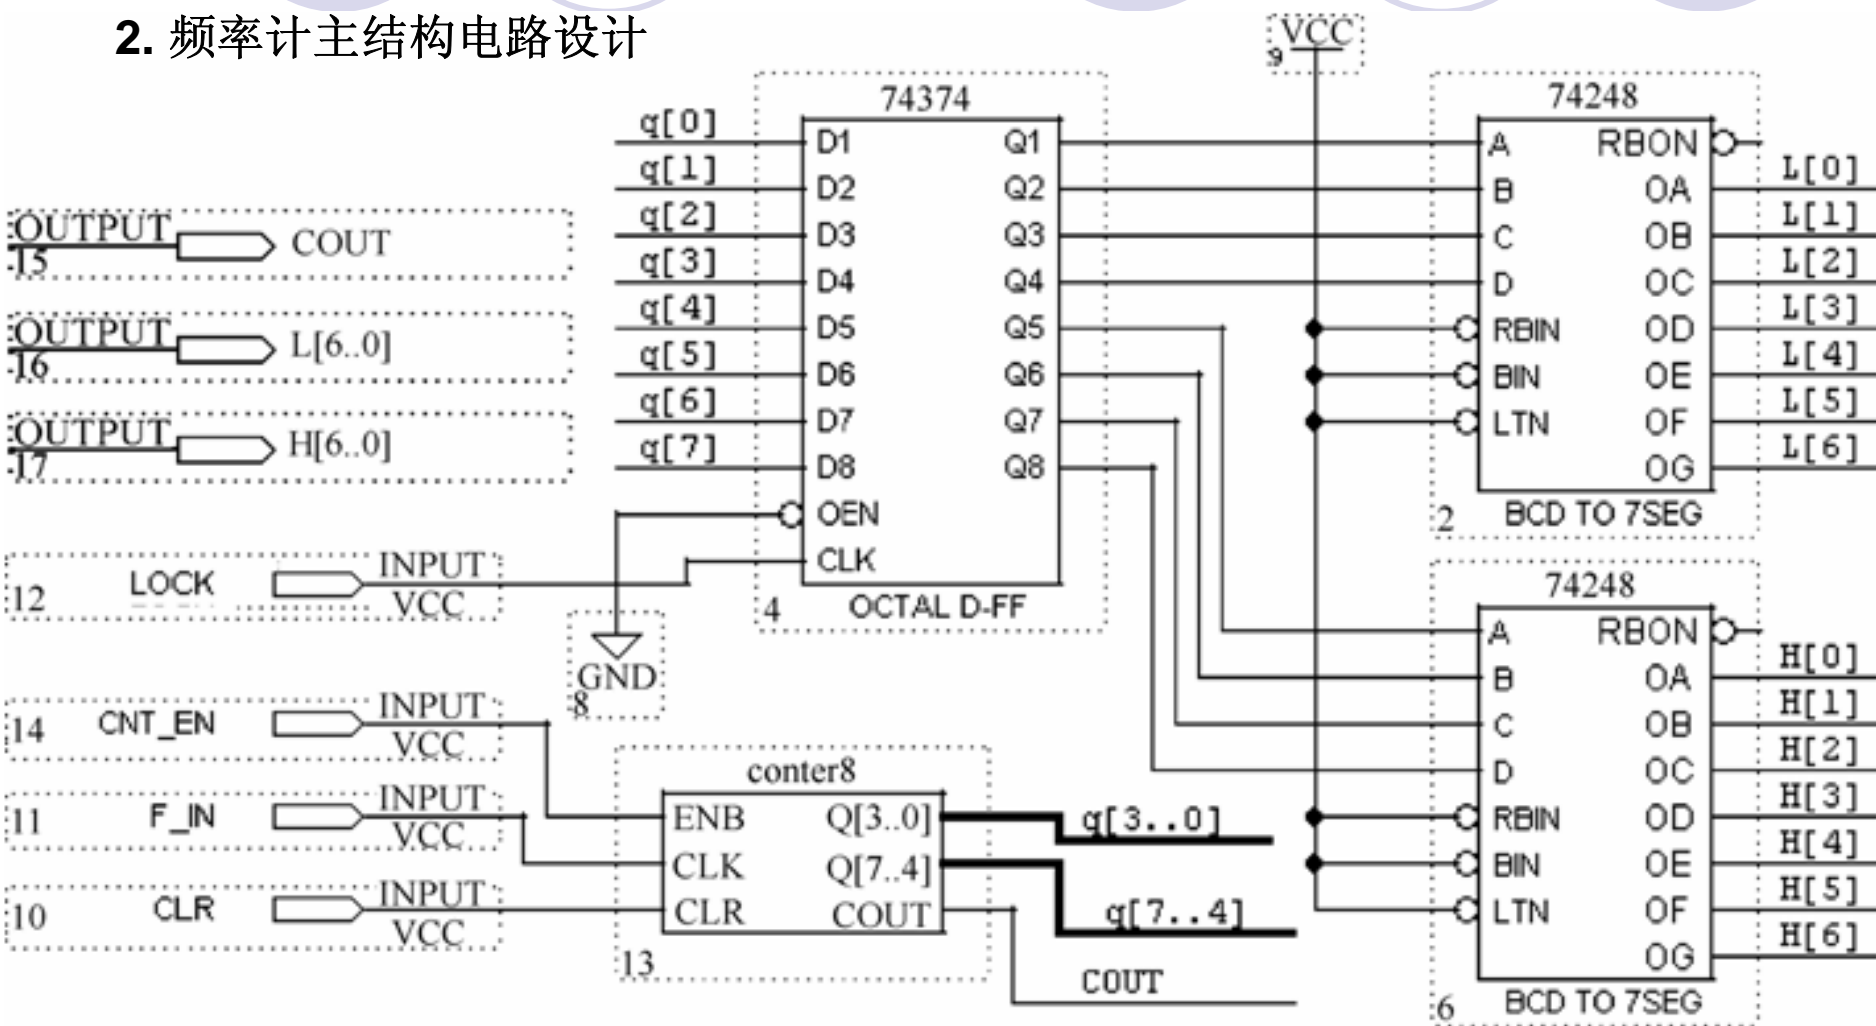 2. 频率计主结构电路设计
VCC
9
74374
q[0] D1 Q1
q[1] D2 Q2
q[2] D3 Q3
q[3] D4 Q4
q[4] D5 Q5
q[5] D6 Q6
q[6] D7 Q7
q[7] D8 Q8
OEN
CLK
4 OCTAL D-FF
74248
A RBON
B OA L[0]
C OB L[1]
D OC L[2]
RBIN OD L[3]
BIN OE L[4]
LTN OF L[5]
OG L[6]
2 BCD TO 7SEG
OUTPUT COUT
15
OUTPUT L[6..0]
16
OUTPUT H[6..0]
17
LOCK INPUT
12 VCC
GND
8
CNT_EN INPUT
14 VCC
F_IN INPUT
11 VCC
CLR INPUT
10 VCC
conter8
ENB Q[3..0] q[3..0]
CLK Q[7..4] q[7..4]
CLR COUT COUT
13
74248
A RBON
B OA H[0]
C OB H[1]
D OC H[2]
RBIN OD H[3]
BIN OE H[4]
LTN OF H[5]
OG H[6]
6 BCD TO 7SEG